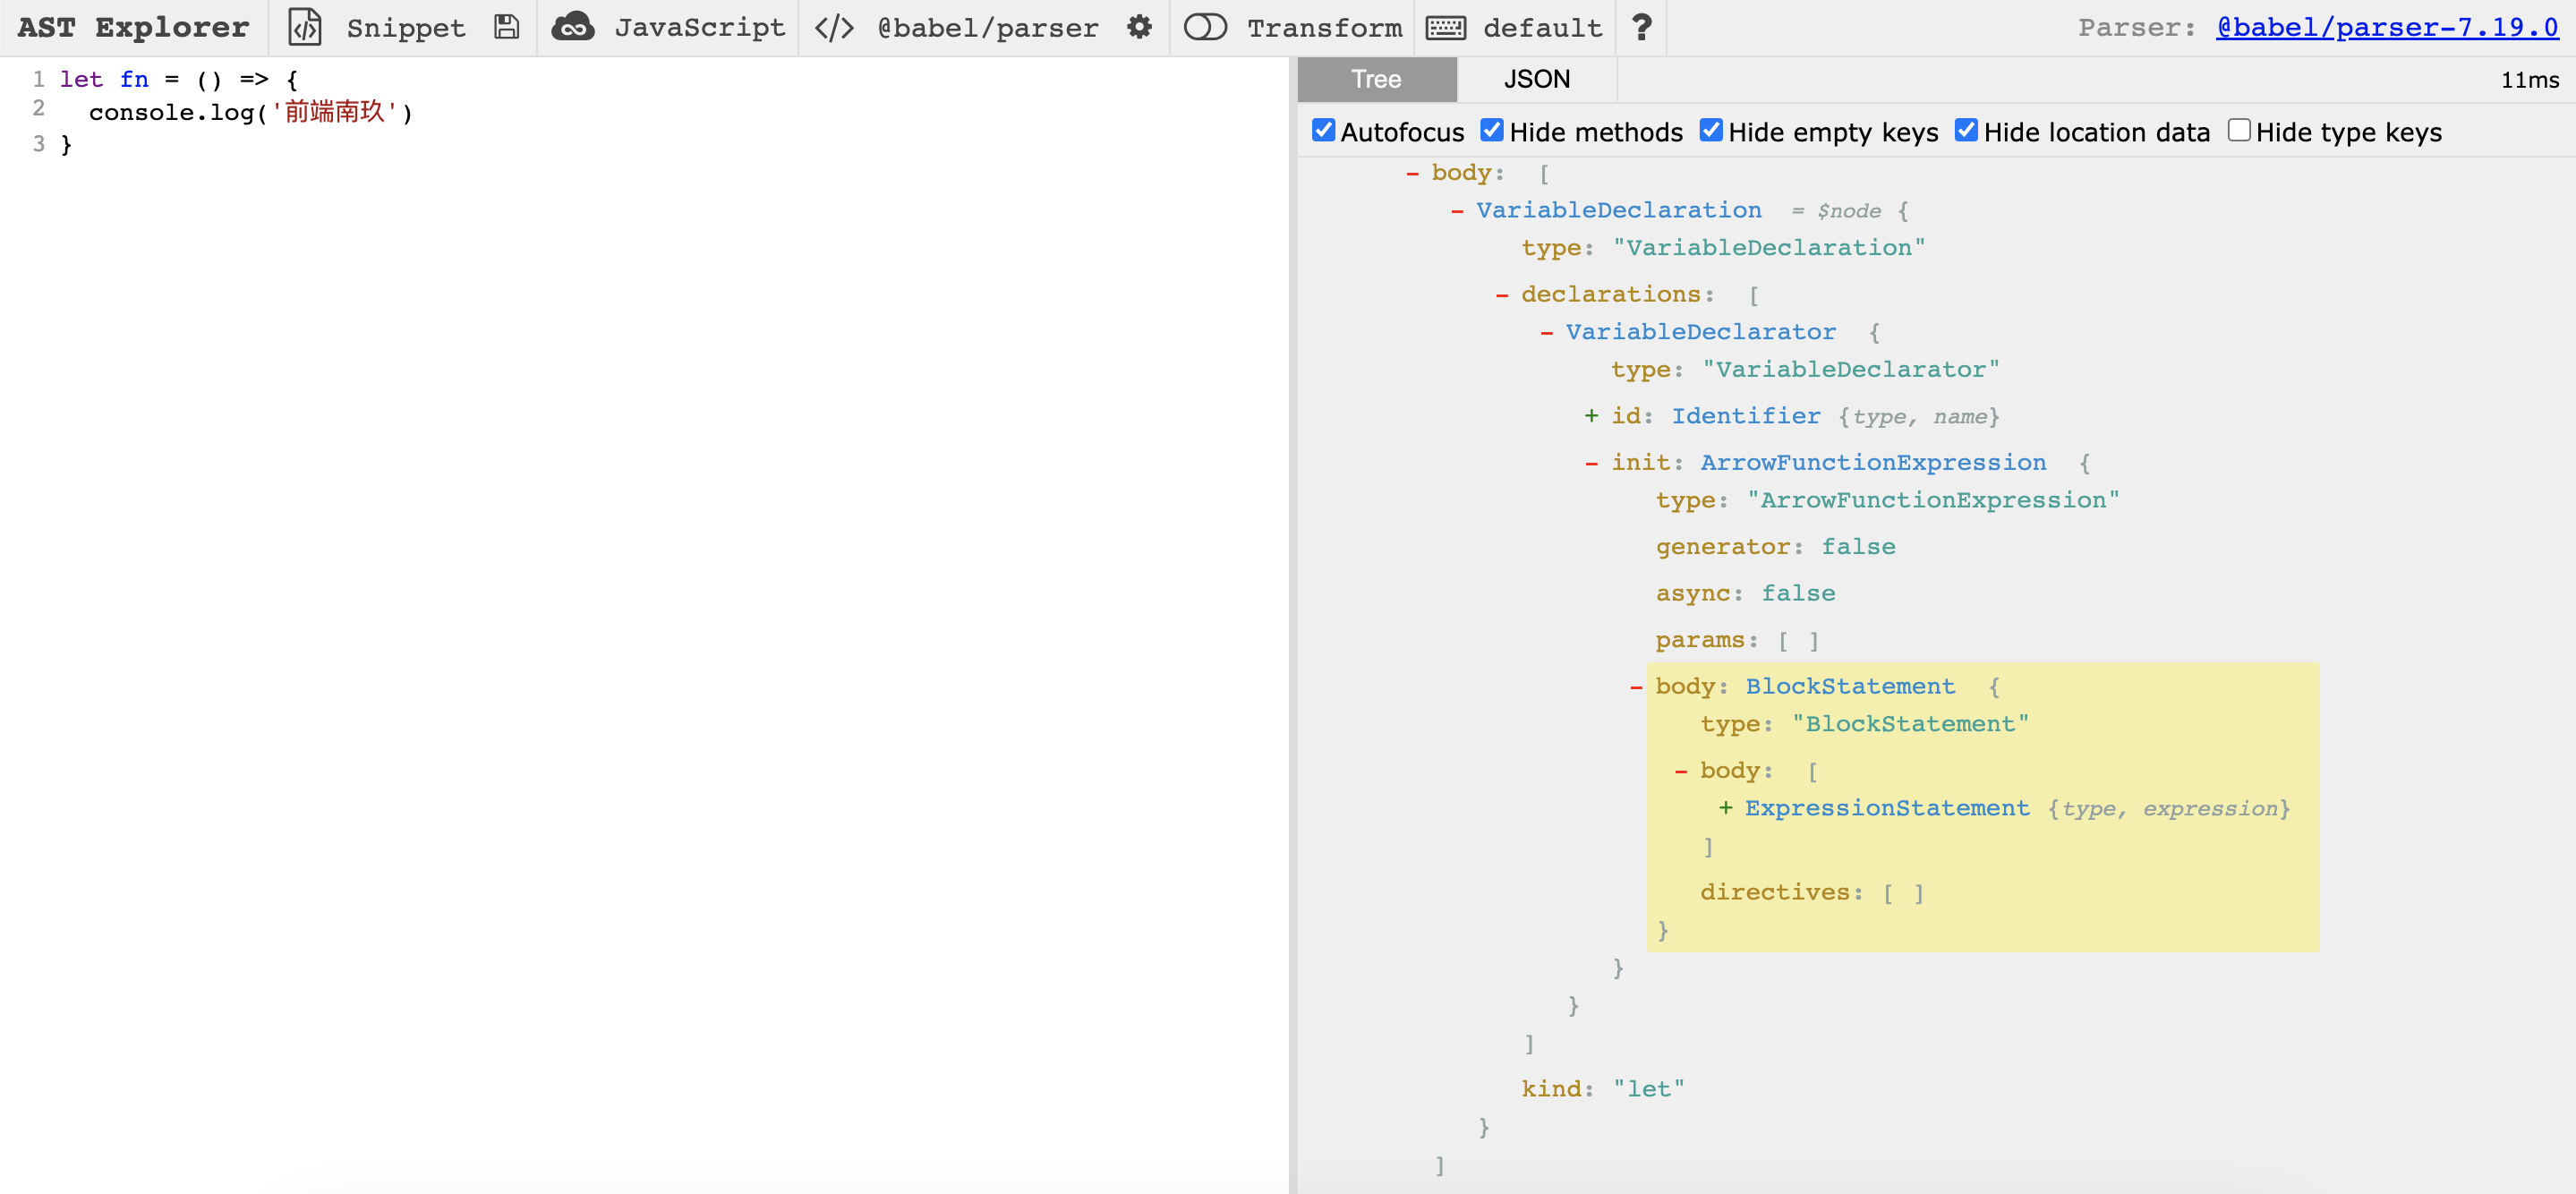 AST Explorer Snippet JavaScript </> @babel/parser Transform default ? Parser: @babel/parser-7.19.0
1 let fn = () => {
2 console.log('前端南玖')
3 }
Tree JSON 11ms
Autofocus Hide methods Hide empty keys Hide location data Hide type keys
- body: [
- VariableDeclaration = $node {
type: "VariableDeclaration"
- declarations: [
- VariableDeclarator {
type: "VariableDeclarator"
+ id: Identifier {type, name}
- init: ArrowFunctionExpression {
type: "ArrowFunctionExpression"
generator: false
async: false
params: [ ]
- body: BlockStatement {
type: "BlockStatement"
- body: [
+ ExpressionStatement {type, expression}
]
directives: [ ]
}
}
}
]
kind: "let"
}
]